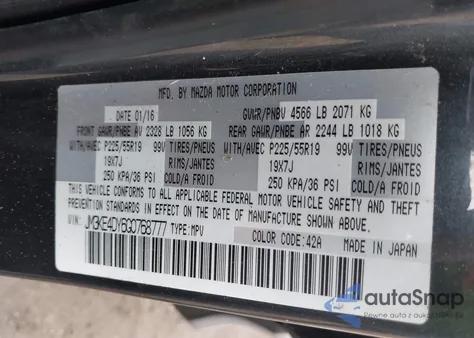 MFD. BY MAZDA MOTOR CORPORATION
DATE 01/16 GVWR/PNBV 4566 LB 2071 KG
FRONT GAWR/PNBE AV 2328 LB 1056 KG REAR GAWR/PNBE AR 2244 LB 1018 KG
WITH/AVEC P225/55R19 99V TIRES/PNEUS WITH/AVEC P225/55R19 99V TIRES/PNEUS
19X7J RIMS/JANTES 19X7J RIMS/JANTES
250 KPA/36 PSI COLD/A FROID 250 KPA/36 PSI COLD/A FROID
THIS VEHICLE CONFORMS TO ALL APPLICABLE FEDERAL MOTOR VEHICLE SAFETY AND THEFT
PREVENTION STANDARDS IN EFFECT ON THE DATE OF MANUFACTURE SHOWN ABOVE.
VIN: JM3KE4DY6G0768777 TYPE:MPV COLOR CODE:42A MADE IN JAPAN
autoSnap
Pewne auto z aukcji